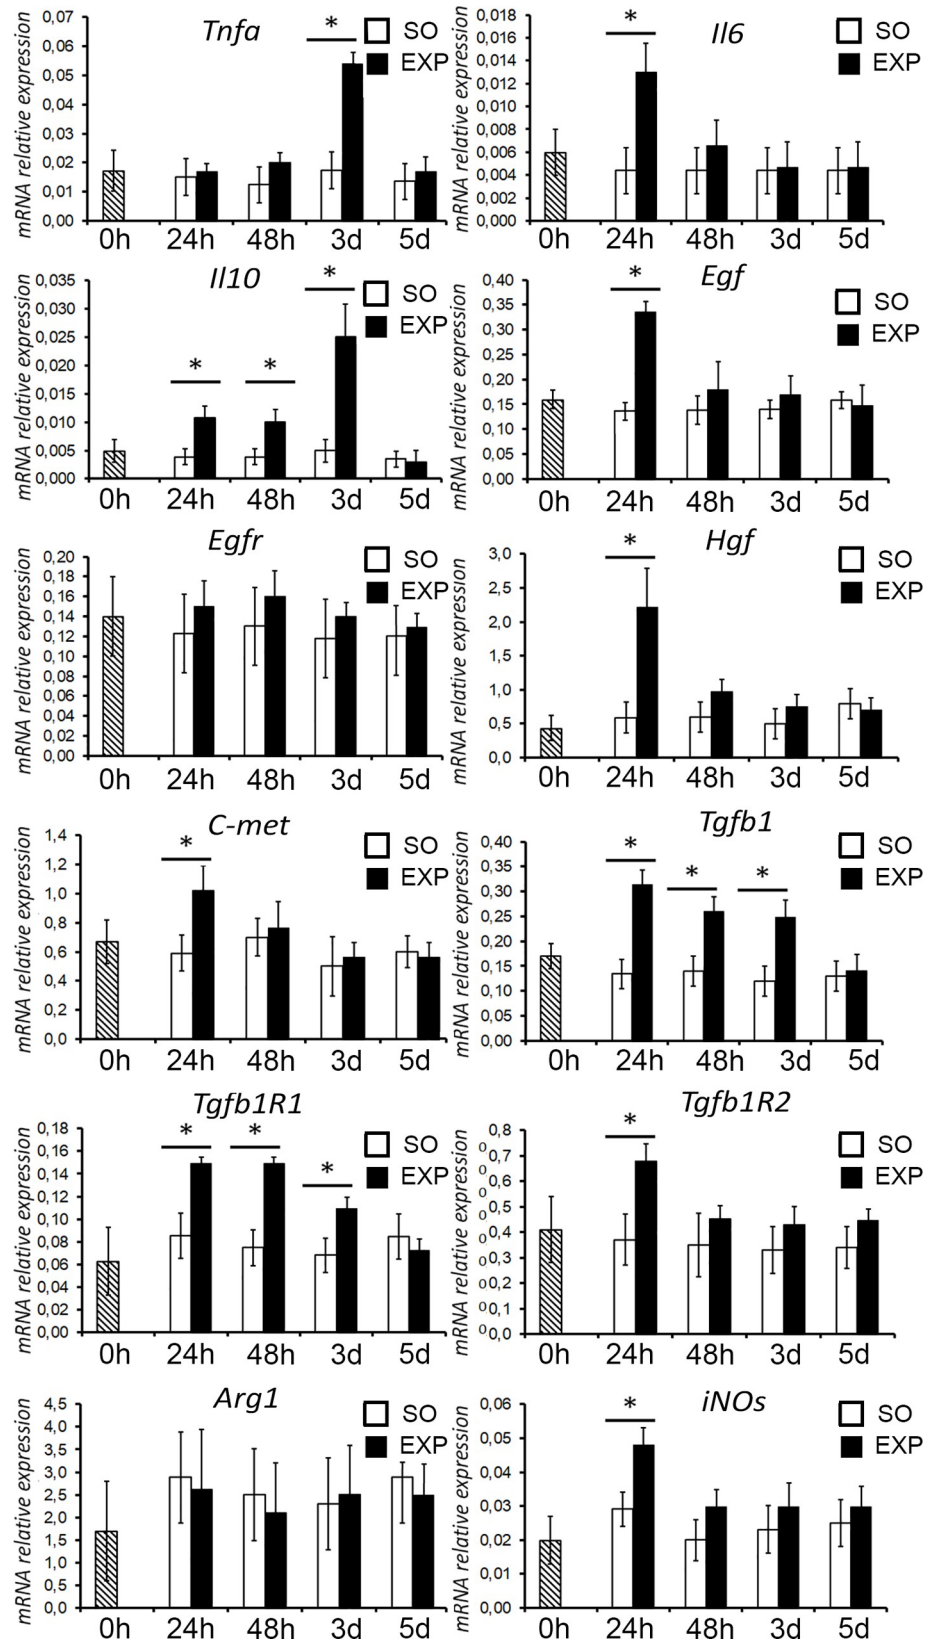 Tnfa
*
SO
EXP
mRNA relative expression
0,07
0,06
0,05
0,04
0,03
0,02
0,01
0,00
0h 24h 48h 3d 5d
Il6
*
SO
EXP
mRNA relative expression
0,018
0,016
0,014
0,012
0,010
0,008
0,006
0,004
0,002
0,000
0h 24h 48h 3d 5d
Il10
* * *
SO
EXP
mRNA relative expression
0,035
0,030
0,025
0,020
0,015
0,010
0,005
0,000
0h 24h 48h 3d 5d
Egf
*
SO
EXP
mRNA relative expression
0,40
0,35
0,30
0,25
0,20
0,15
0,10
0,05
0,00
0h 24h 48h 3d 5d
Egfr
SO
EXP
mRNA relative expression
0,20
0,18
0,16
0,14
0,12
0,10
0,08
0,06
0,04
0,02
0,00
0h 24h 48h 3d 5d
Hgf
*
SO
EXP
mRNA relative expression
3,0
2,5
2,0
1,5
1,0
0,5
0,0
0h 24h 48h 3d 5d
C-met
*
SO
EXP
mRNA relative expression
1,4
1,2
1,0
0,8
0,6
0,4
0,2
0,0
0h 24h 48h 3d 5d
Tgfb1
* * *
SO
EXP
mRNA relative expression
0,40
0,35
0,30
0,25
0,20
0,15
0,10
0,05
0,00
0h 24h 48h 3d 5d
Tgfb1R1
* * *
SO
EXP
mRNA relative expression
0,18
0,16
0,14
0,12
0,10
0,08
0,06
0,04
0,02
0,00
0h 24h 48h 3d 5d
Tgfb1R2
*
SO
EXP
mRNA relative expression
0
0
0
0
0
0
0
0
0
0,8
0,7
0,6
0,5
0,4
0,3
0,2
0,1
0,0
0h 24h 48h 3d 5d
Arg1
SO
EXP
mRNA relative expression
4,5
4,0
3,5
3,0
2,5
2,0
1,5
1,0
0,5
0,0
0h 24h 48h 3d 5d
iNOs
*
SO
EXP
mRNA relative expression
0,06
0,05
0,04
0,03
0,02
0,01
0,00
0h 24h 48h 3d 5d